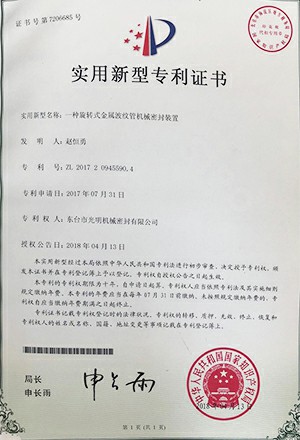 证书号第7206685号
实用新型专利证书
实用新型名称：一种旋转式金属波纹管机械密封装置
发明人：赵恒勇
专利号：ZL 2017 2 0945590.4
专利申请日：2017年07月31日
专利权人：东台市光明机械密封有限公司
授权公告日：2018年04月13日
本实用新型经过本局依照中华人民共和国专利法进行初步审查，决定授予专利权，
颁发本证书并在专利登记簿上予以登记。专利权自授权公告之日起生效。
本专利的专利权期限为十年，自申请日起算。专利权人应当依照专利法及其实施细则
规定缴纳年费。本专利的年费应当在每年07月31日前缴纳。未按照规定缴纳年费的，专
利权自应当缴纳年费期满之日起终止。
专利证书记载专利权登记时的法律状况。专利权的转移、质押、无效、终止、恢复和
专利权人的姓名或名称、国籍、地址变更等事项记载在专利登记簿上。
局长
申长雨
申长雨
中华人民共和国国家知识产权局
2018年04月13日
第1页（共1页）